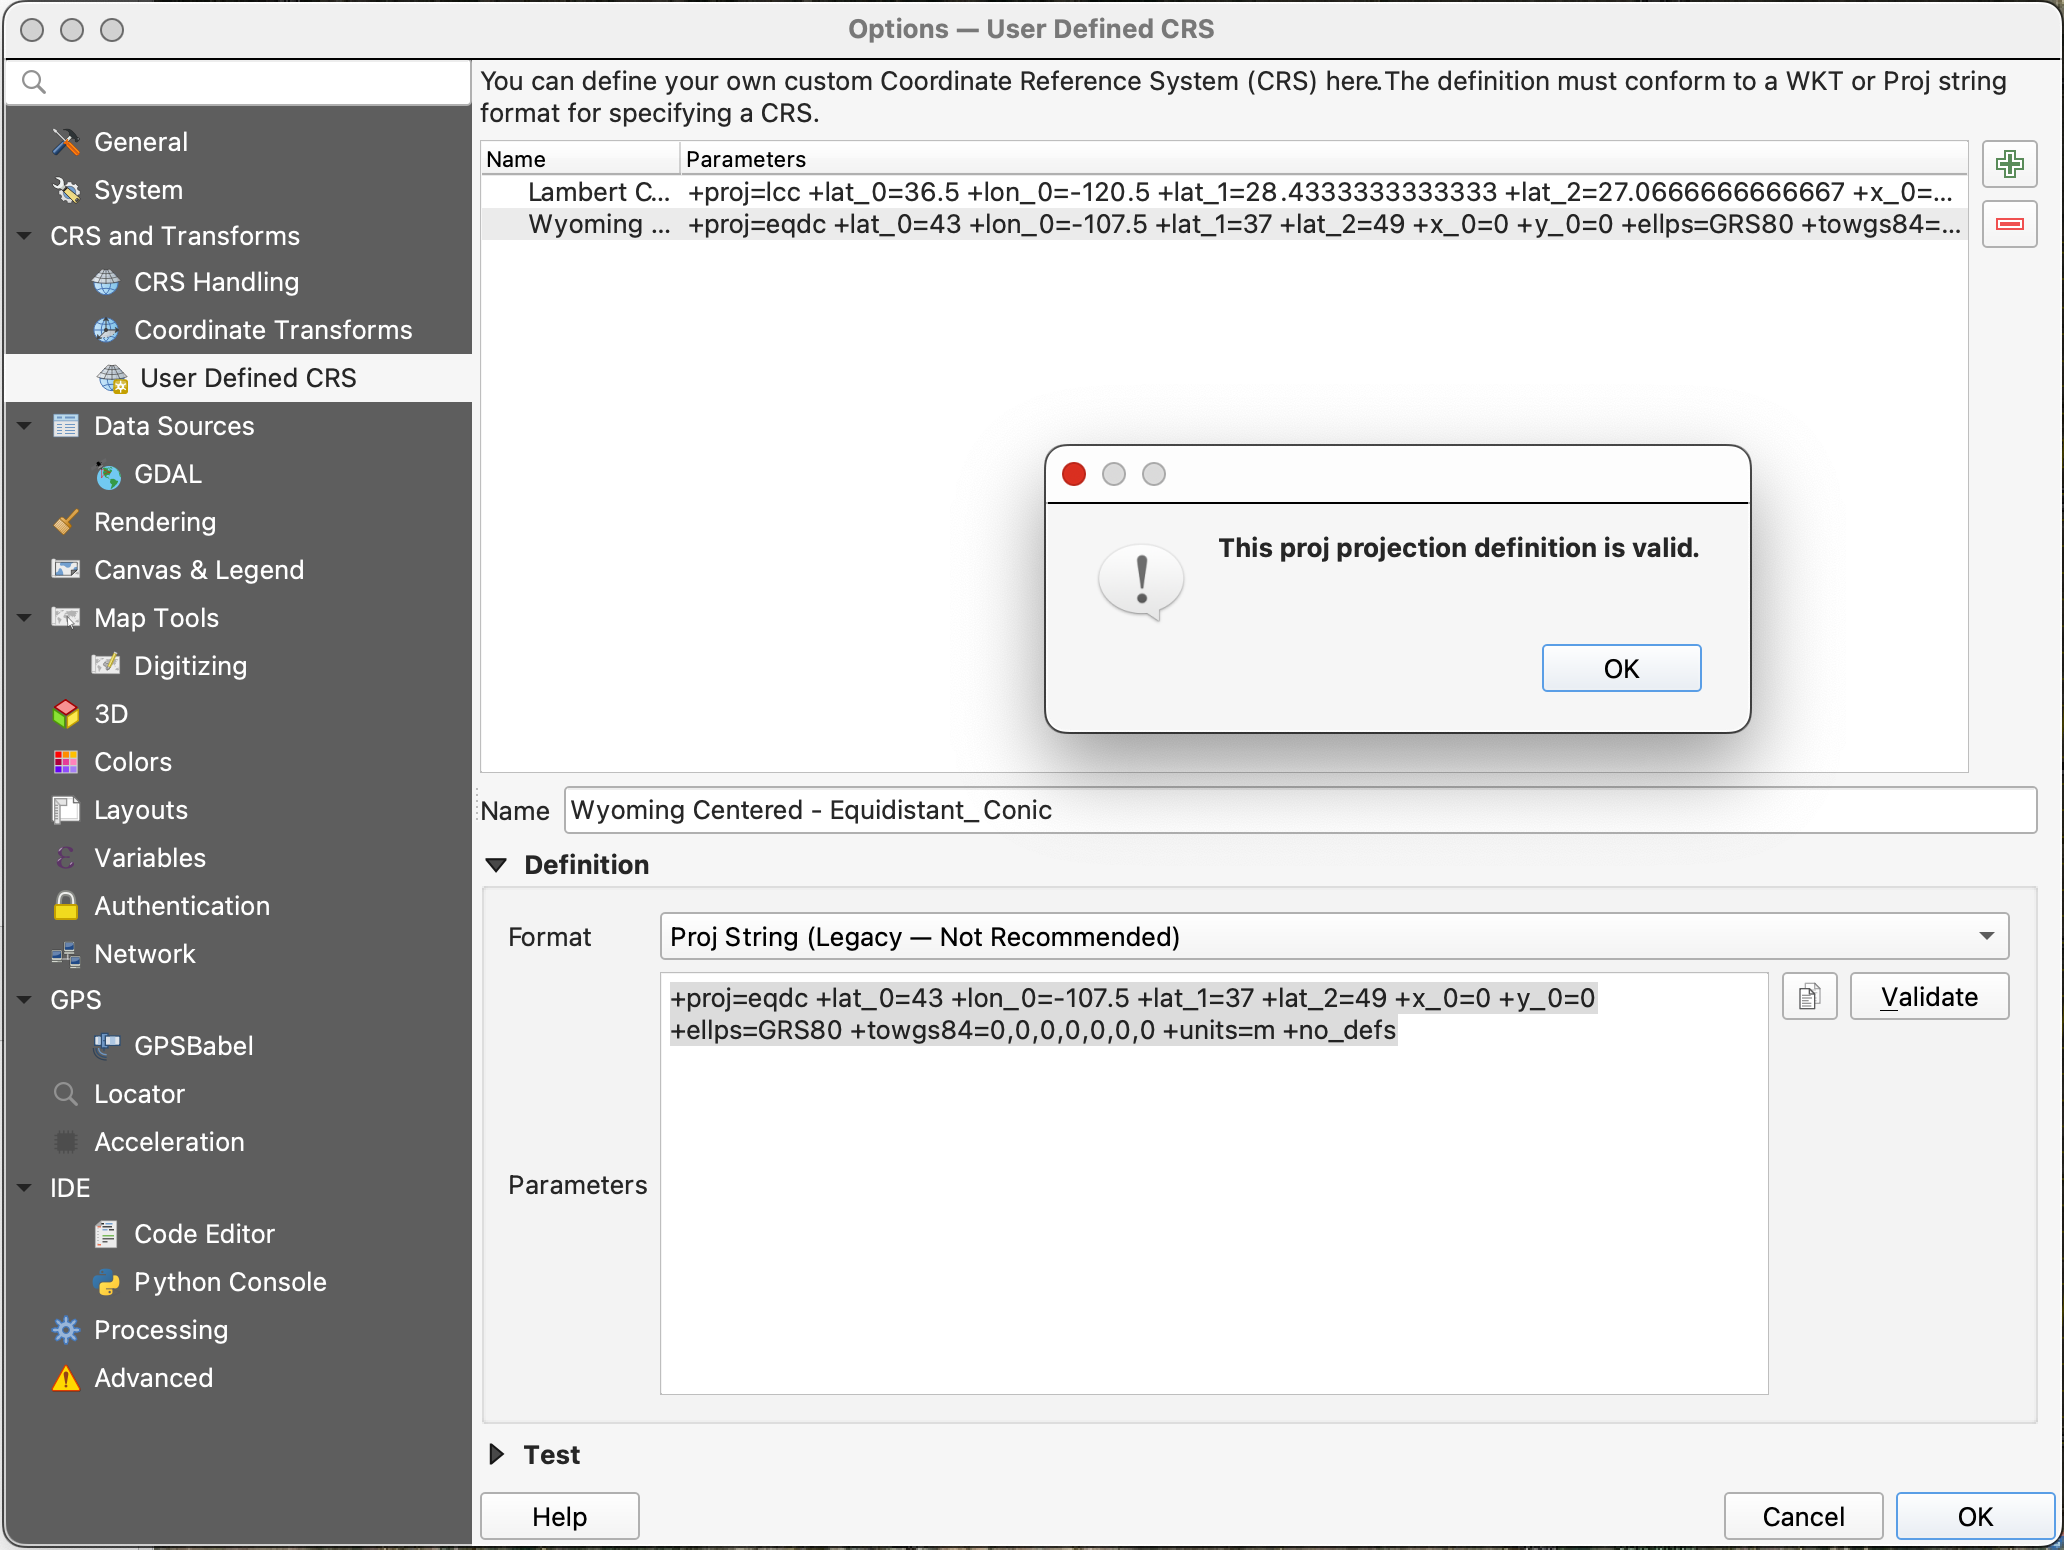 Options — User Defined CRS
You can define your own custom Coordinate Reference System (CRS) here.The definition must conform to a WKT or Proj string
format for specifying a CRS.
General
System
CRS and Transforms
CRS Handling
Coordinate Transforms
User Defined CRS
Data Sources
GDAL
Rendering
Canvas & Legend
Map Tools
Digitizing
3D
Colors
Layouts
Variables
Authentication
Network
GPS
GPSBabel
Locator
Acceleration
IDE
Code Editor
Python Console
Processing
Advanced
Name Parameters
Lambert C... +proj=lcc +lat_0=36.5 +lon_0=-120.5 +lat_1=28.4333333333333 +lat_2=27.0666666666667 +x_0=...
Wyoming ... +proj=eqdc +lat_0=43 +lon_0=-107.5 +lat_1=37 +lat_2=49 +x_0=0 +y_0=0 +ellps=GRS80 +towgs84=...
This proj projection definition is valid.
OK
Name Wyoming Centered - Equidistant_Conic
Definition
Format Proj String (Legacy — Not Recommended)
+proj=eqdc +lat_0=43 +lon_0=-107.5 +lat_1=37 +lat_2=49 +x_0=0 +y_0=0
+ellps=GRS80 +towgs84=0,0,0,0,0,0,0 +units=m +no_defs
Validate
Parameters
Test
Help
Cancel
OK